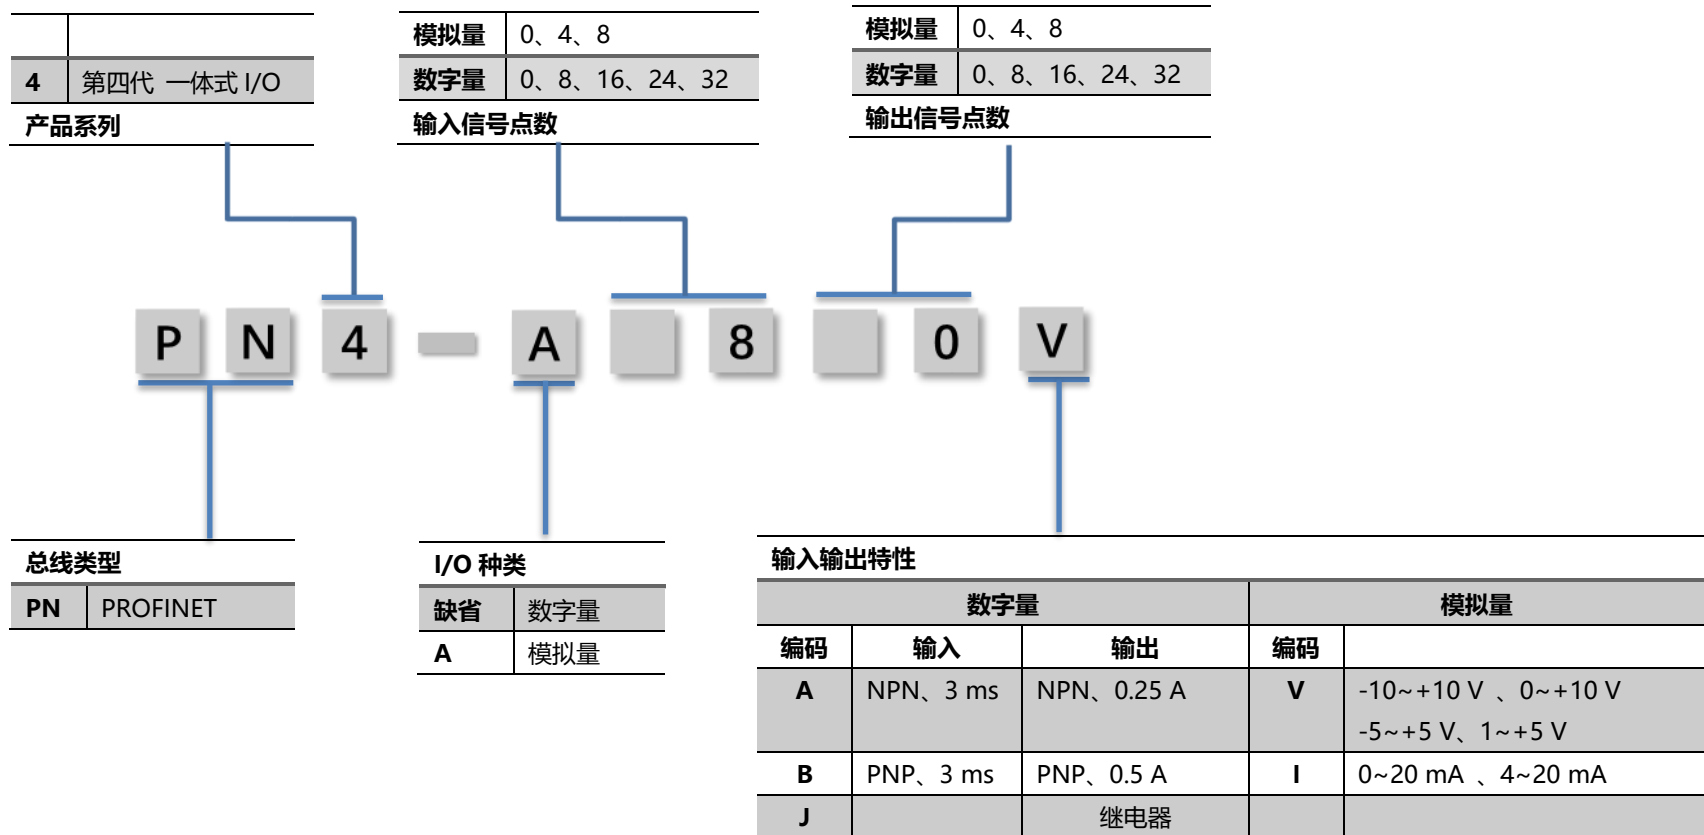 4 第四代 一体式 I/O
产品系列
模拟量 0、4、8
数字量 0、8、16、24、32
输入信号点数
模拟量 0、4、8
数字量 0、8、16、24、32
输出信号点数
P N 4 - A 8 0 V
总线类型
PN PROFINET
I/O 种类
缺省 数字量
A 模拟量
输入输出特性
数字量 模拟量
编码 输入 输出 编码
A NPN、3 ms NPN、0.25 A V -10~+10 V 、0~+10 V
-5~+5 V、1~+5 V
B PNP、3 ms PNP、0.5 A I 0~20 mA 、4~20 mA
J 继电器